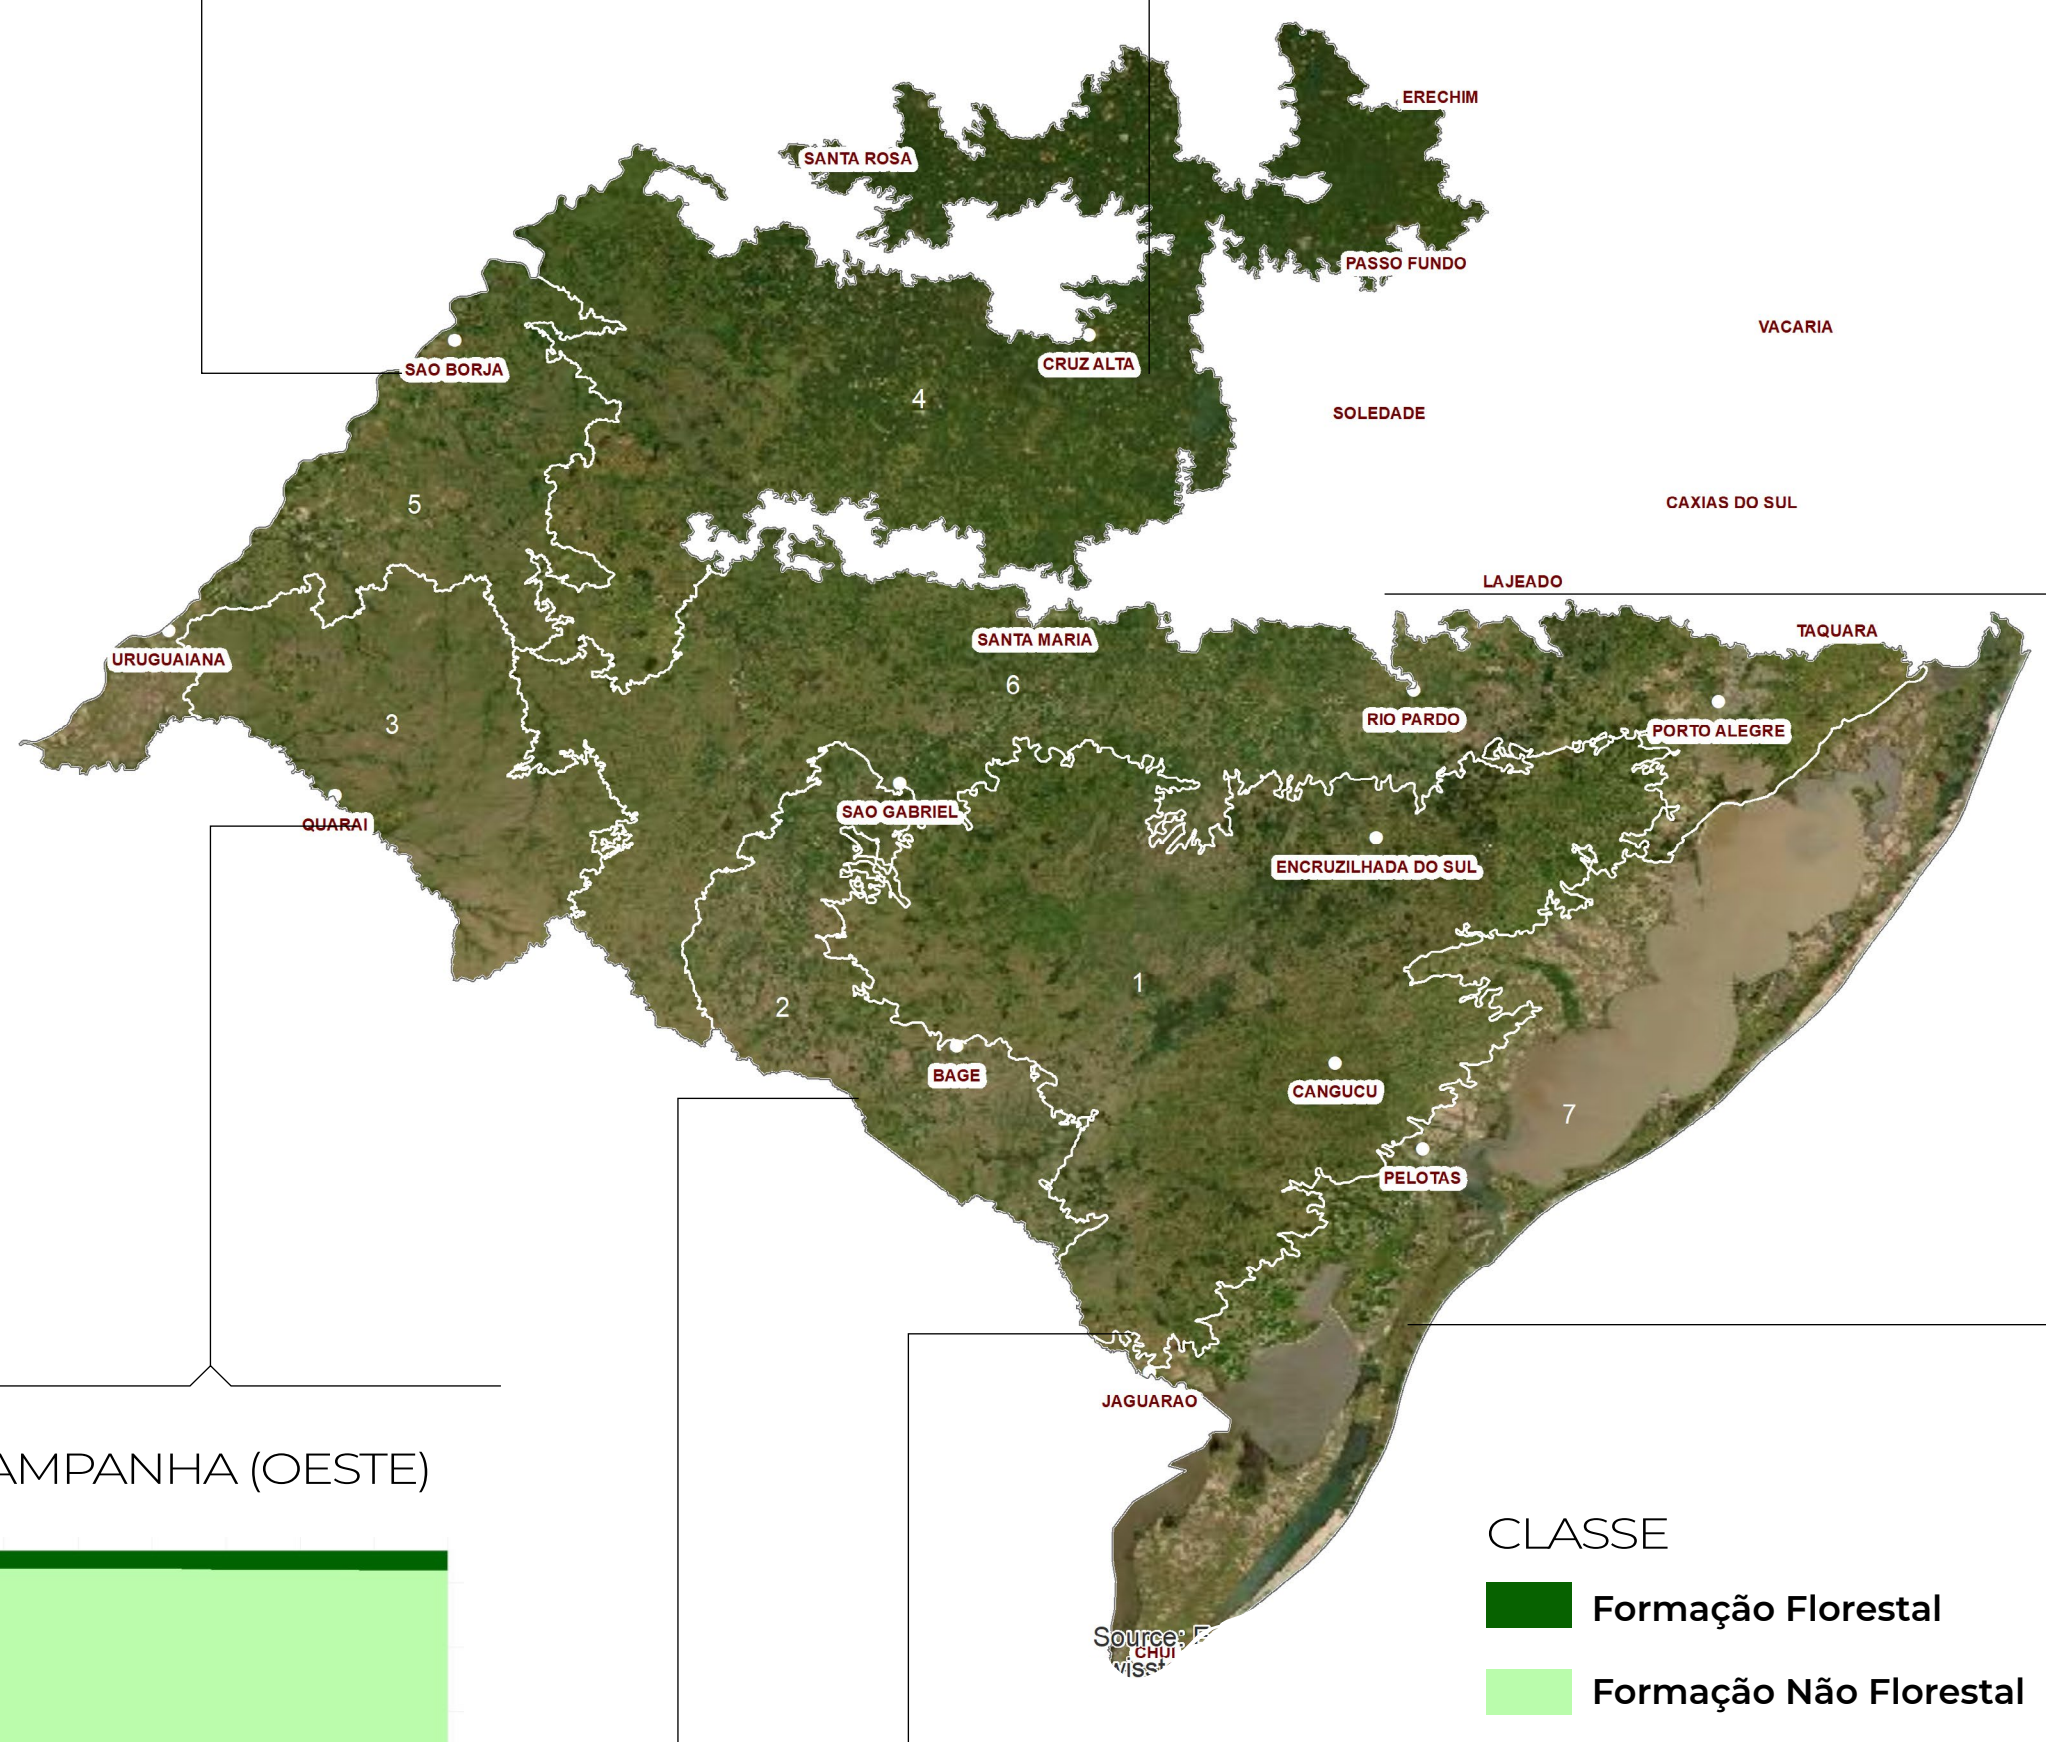 ERECHIM
SANTA ROSA
PASSO FUNDO
VACARIA
SAO BORJA
CRUZ ALTA
4
SOLEDADE
5
CAXIAS DO SUL
LAJEADO
TAQUARA
SANTA MARIA
URUGUAIANA
6
RIO PARDO
3
PORTO ALEGRE
SAO GABRIEL
QUARAI
ENCRUZILHADA DO SUL
1
2
BAGE
CANGUCU
7
PELOTAS
JAGUARAO
AMPANHA (OESTE)
CLASSE
Formação Florestal
Source: E
CHUI
Formação Não Florestal